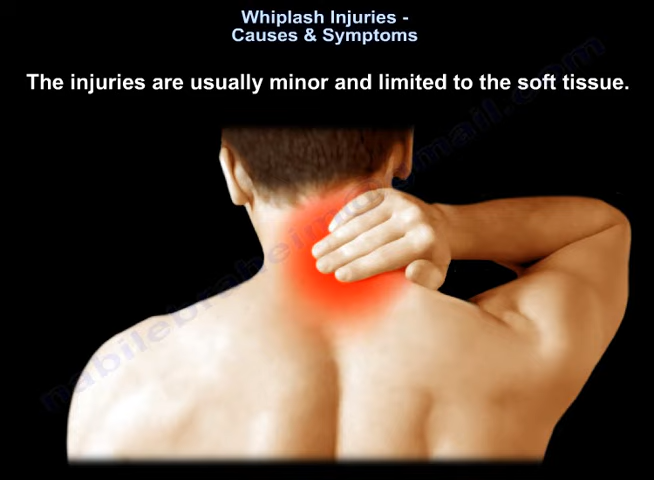 Whiplash Injuries -
Causes & Symptoms
The injuries are usually minor and limited to the soft tissue.